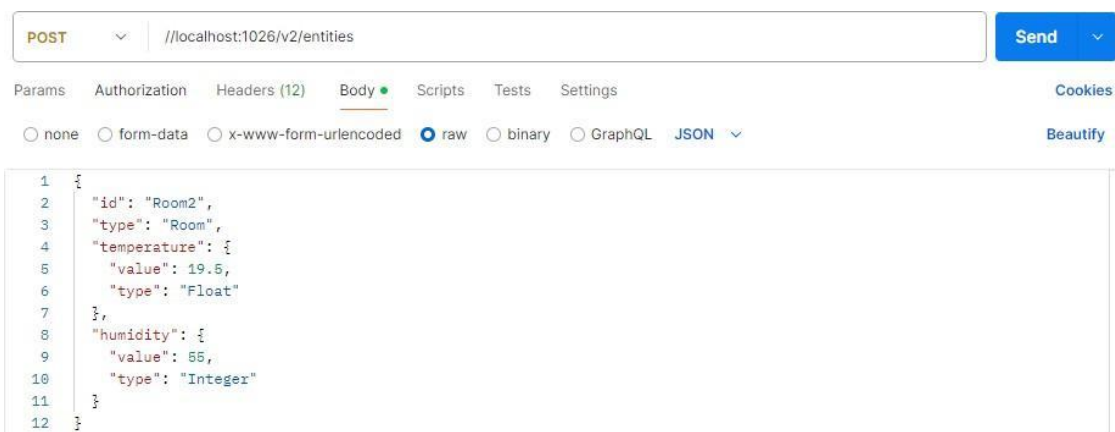 POST //localhost:1026/v2/entities Send
Params Authorization Headers (12) Body Scripts Tests Settings Cookies
none form-data x-www-form-urlencoded raw binary GraphQL JSON Beautify
1 {
2 "id": "Room2",
3 "type": "Room",
4 "temperature": {
5 "value": 19.5,
6 "type": "Float"
7 },
8 "humidity": {
9 "value": 55,
10 "type": "Integer"
11 }
12 }